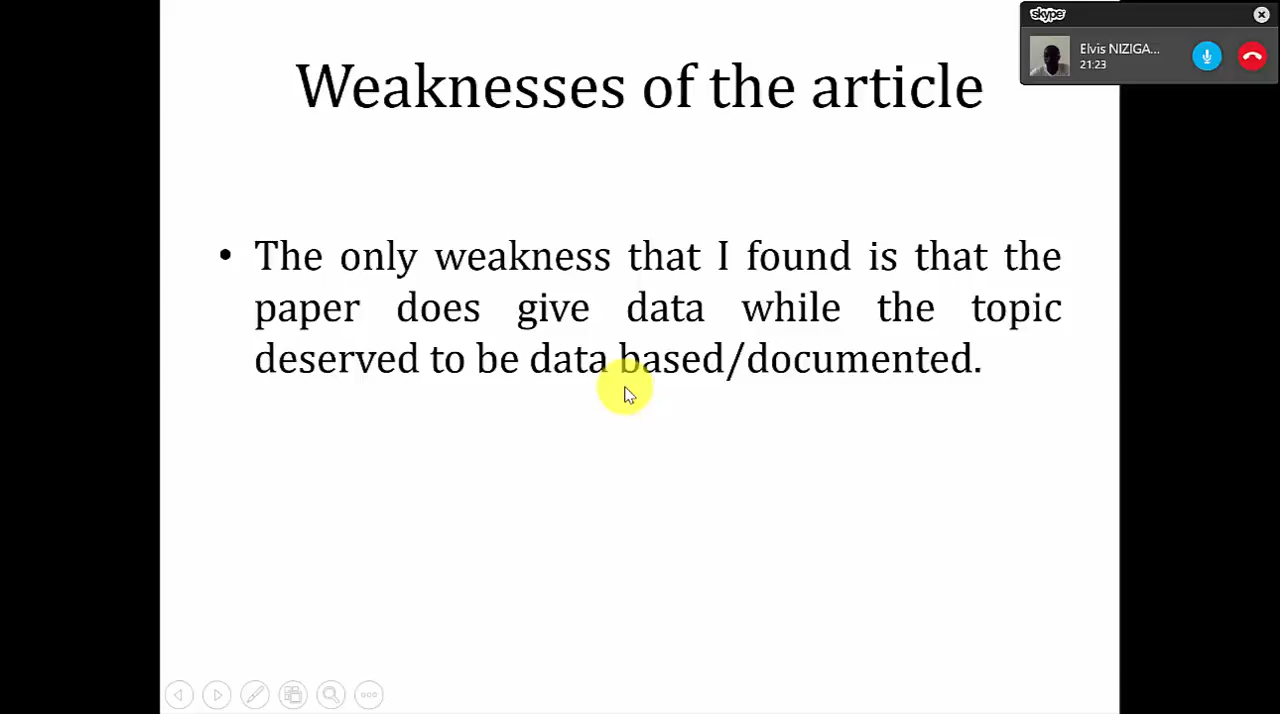 skype
Elvis NIZIGA...
21:23
Weaknesses of the article
• The only weakness that I found is that the
paper does give data while the topic
deserved to be data based/documented.